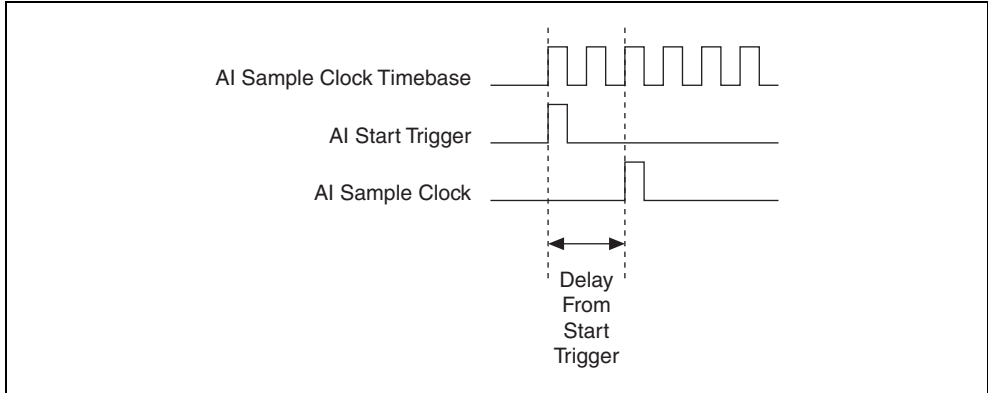 AI Sample Clock Timebase
AI Start Trigger
AI Sample Clock
Delay
From
Start
Trigger